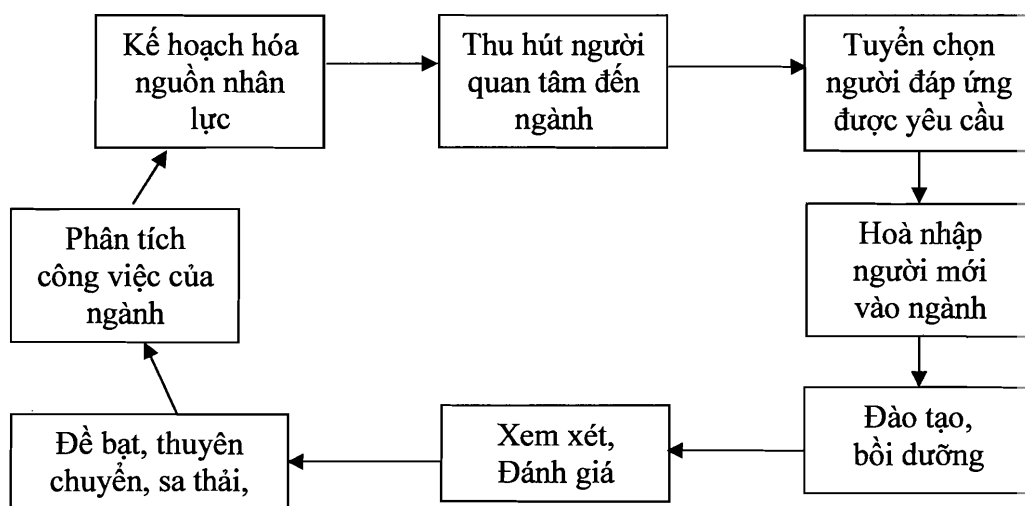 Kế hoạch hóa
nguồn nhân
lực
Thu hút người
quan tâm đến
ngành
Tuyển chọn
người đáp ứng
được yêu cầu
Hoà nhập
người mới
vào ngành
Đào tạo,
bồi dưỡng
Xem xét,
Đánh giá
Đề bạt, thuyên
chuyển, sa thải,
Phân tích
công việc của
ngành